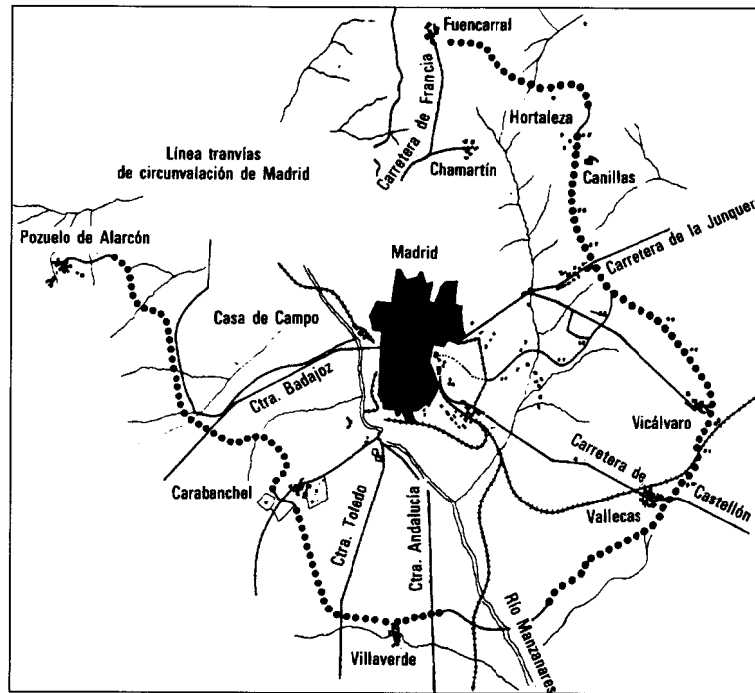 Fuencarral
Carretera de Francia
Hortaleza
Línea tranvías
de circunvalación de Madrid
Chamartín
Canillas
Pozuelo de Alarcón
Madrid
Carretera de la Junquer
Casa de Campo
Ctra. Badajoz
Vicálvaro
Carretera de
Castellón
Carabanchel
Vallecas
Ctra. Toledo
Ctra. Andalucía
Río Manzanares
Villaverde